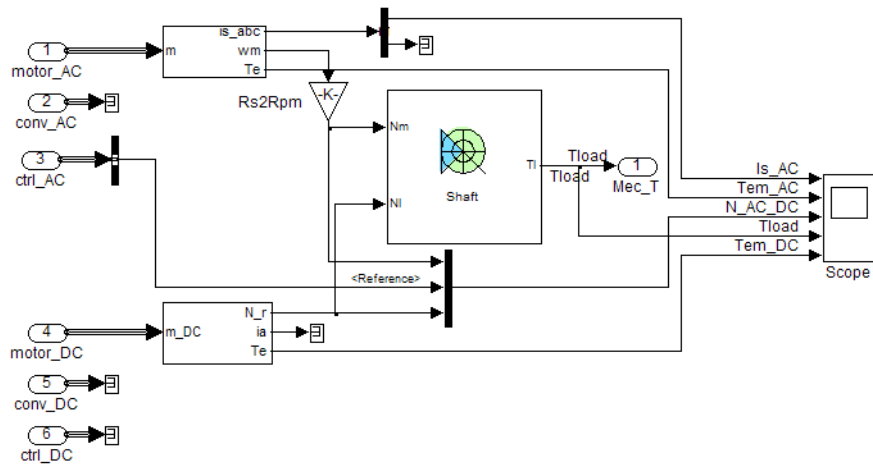 1
motor_AC
m
is_abc
wm
Te
2
conv_AC
Rs2Rpm
-K-
3
ctrl_AC
Nm
Nl
Shaft
Tl
Tload
Tload
1
Mec_T
Is_AC
Tem_AC
N_AC_DC
Tload
Tem_DC
Scope
<Reference>
4
motor_DC
m_DC
N_r
ia
Te
5
conv_DC
6
ctrl_DC